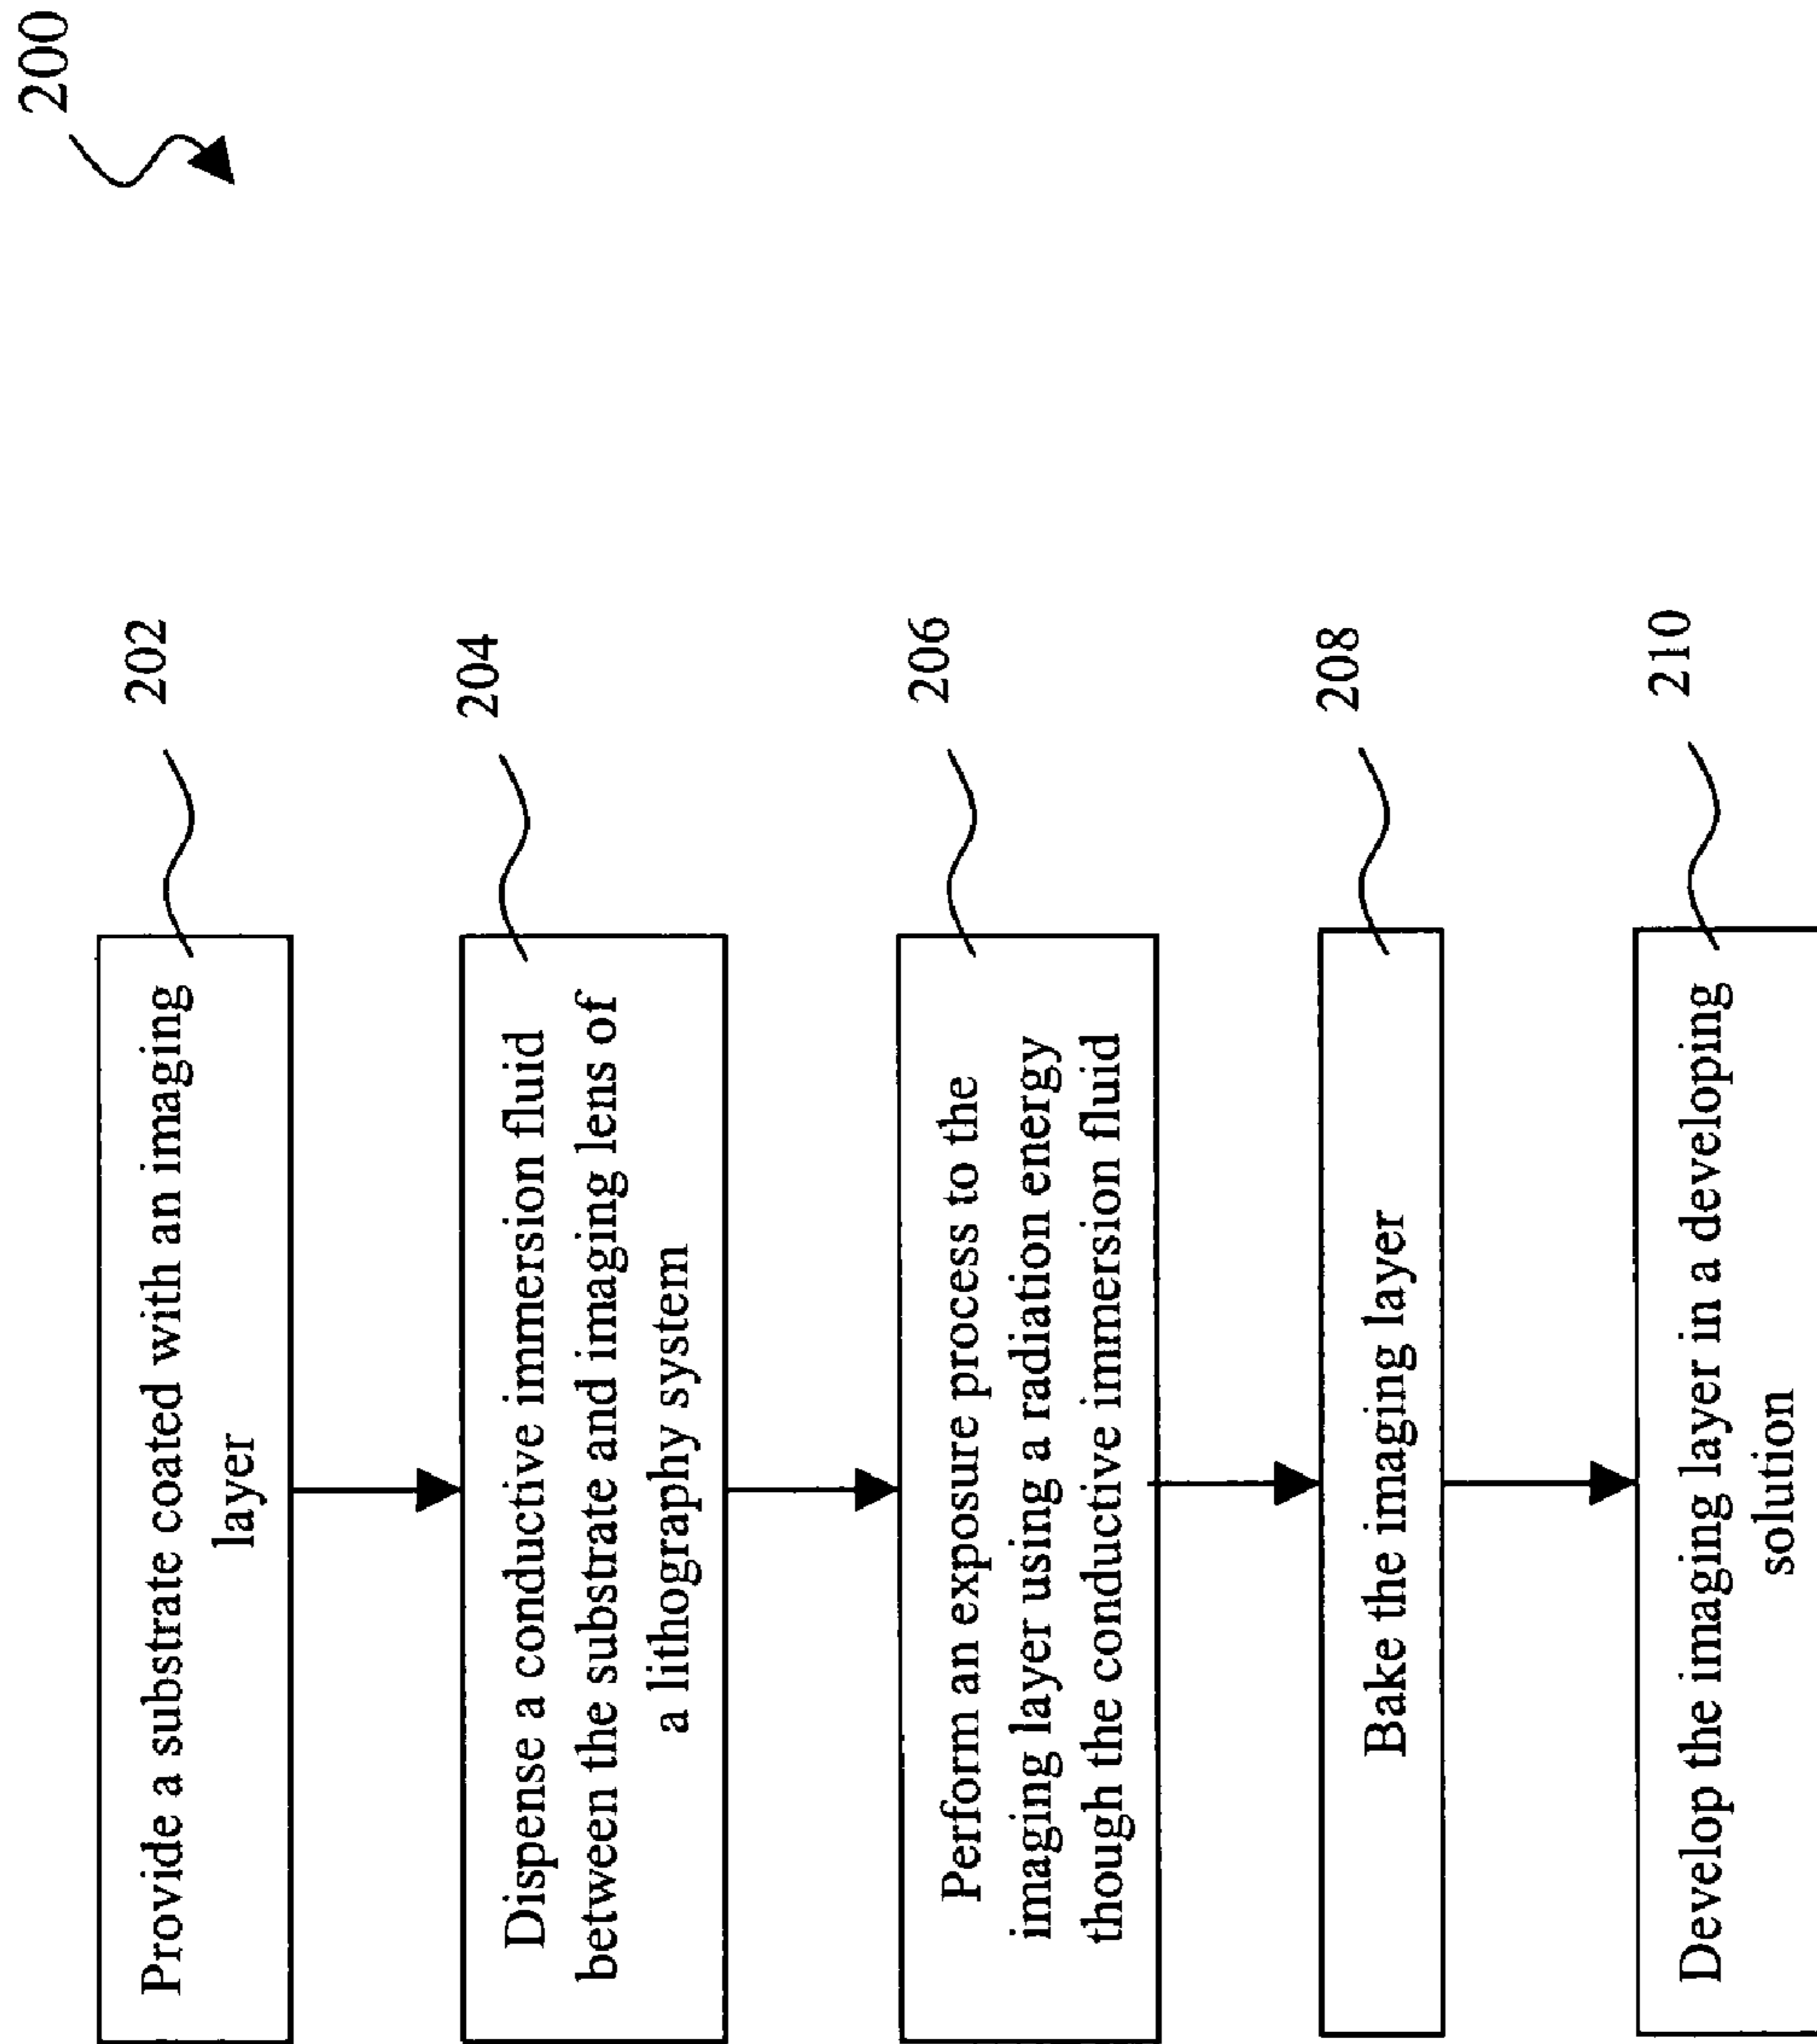 200
Provide a substrate coated with an imaging
layer
202
Dispense a conductive immersion fluid
between the substrate and imaging lens of
a lithography system
204
Perform an exposure process to the
imaging layer using a radiation energy
though the conductive immersion fluid
206
Bake the imaging layer
208
Develop the imaging layer in a developing
solution
210